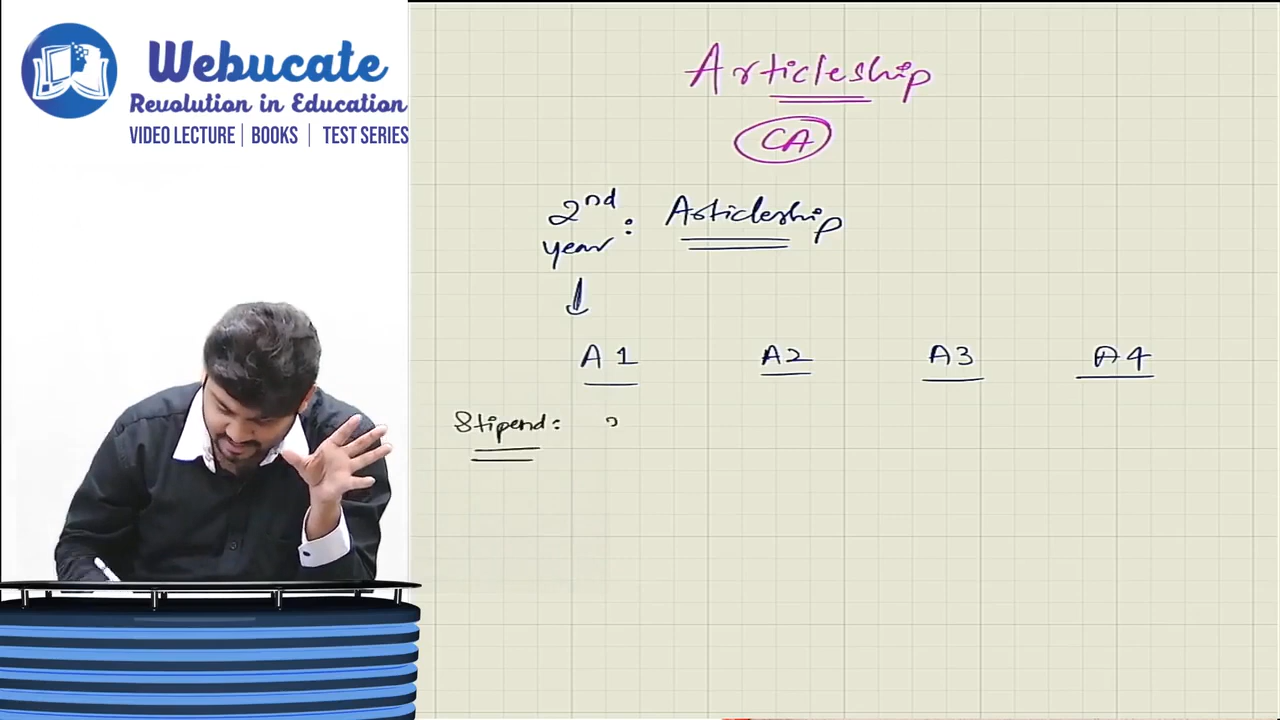 Webucate
Revolution in Education
VIDEO LECTURE | BOOKS | TEST SERIES
Articleship
CA
2nd year : Articleship
A1 A2 A3 A4
Stipend :